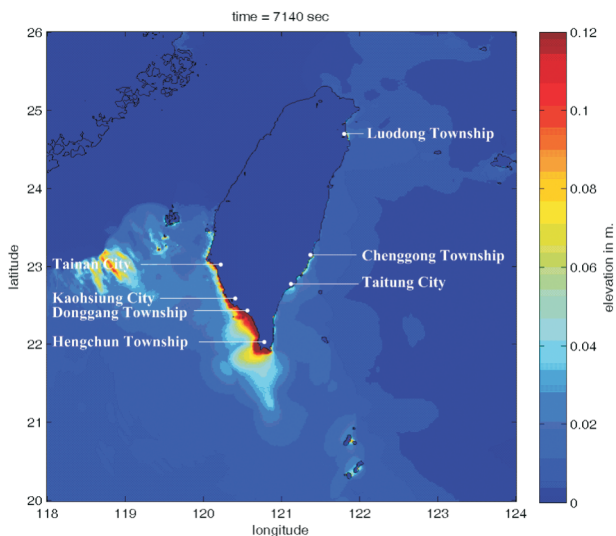 time = 7140 sec
26
25
24
23
22
21
20
latitude
118
119
120
121
122
123
124
longitude
Luodong Township
Chenggong Township
Taitung City
Tainan City
Kaohsiung City
Donggang Township
Hengchun Township
0.12
0.1
0.08
0.06
0.04
0.02
0
elevation in m.